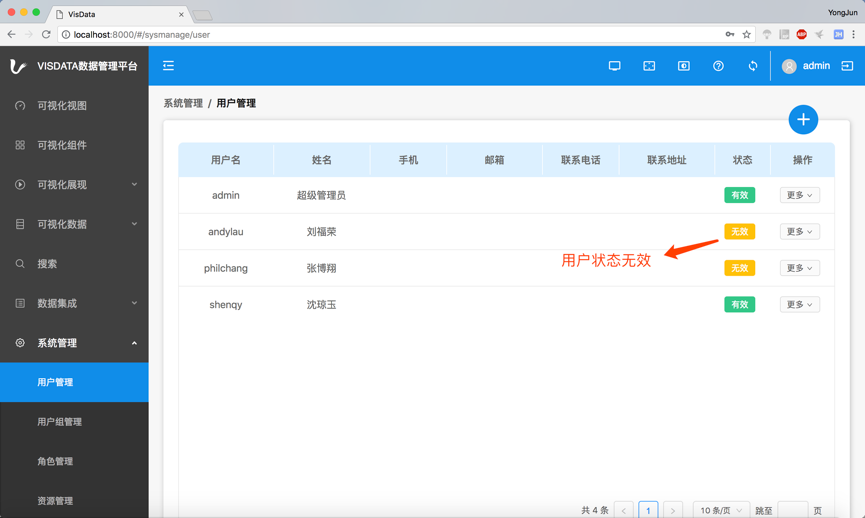 VisData
YongJun
localhost:8000/#/sysmanage/user
ABP
JH
VISDATA数据管理平台
admin
可视化视图
可视化组件
可视化展现
可视化数据
搜索
数据集成
系统管理
用户管理
用户组管理
角色管理
资源管理
系统管理 / 用户管理
用户名 姓名 手机 邮箱 联系电话 联系地址 状态 操作
admin 超级管理员 有效 更多
andylau 刘福荣 无效 更多
philchang 张博翔 无效 更多
shenqy 沈琼玉 有效 更多
用户状态无效
共 4 条 < 1 > 10 条/页 跳至 页